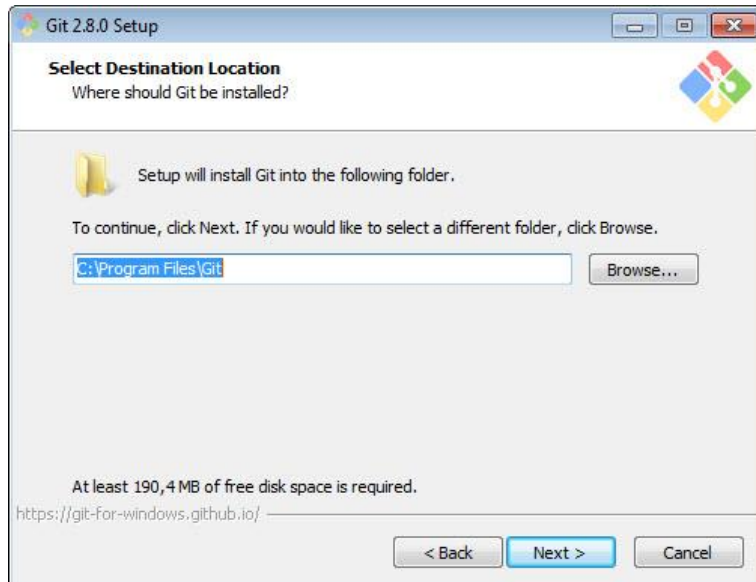 Git 2.8.0 Setup
Select Destination Location
Where should Git be installed?
Setup will install Git into the following folder.
To continue, click Next. If you would like to select a different folder, click Browse.
C:\Program Files\Git
Browse...
At least 190,4 MB of free disk space is required.
https://git-for-windows.github.io/
< Back
Next >
Cancel